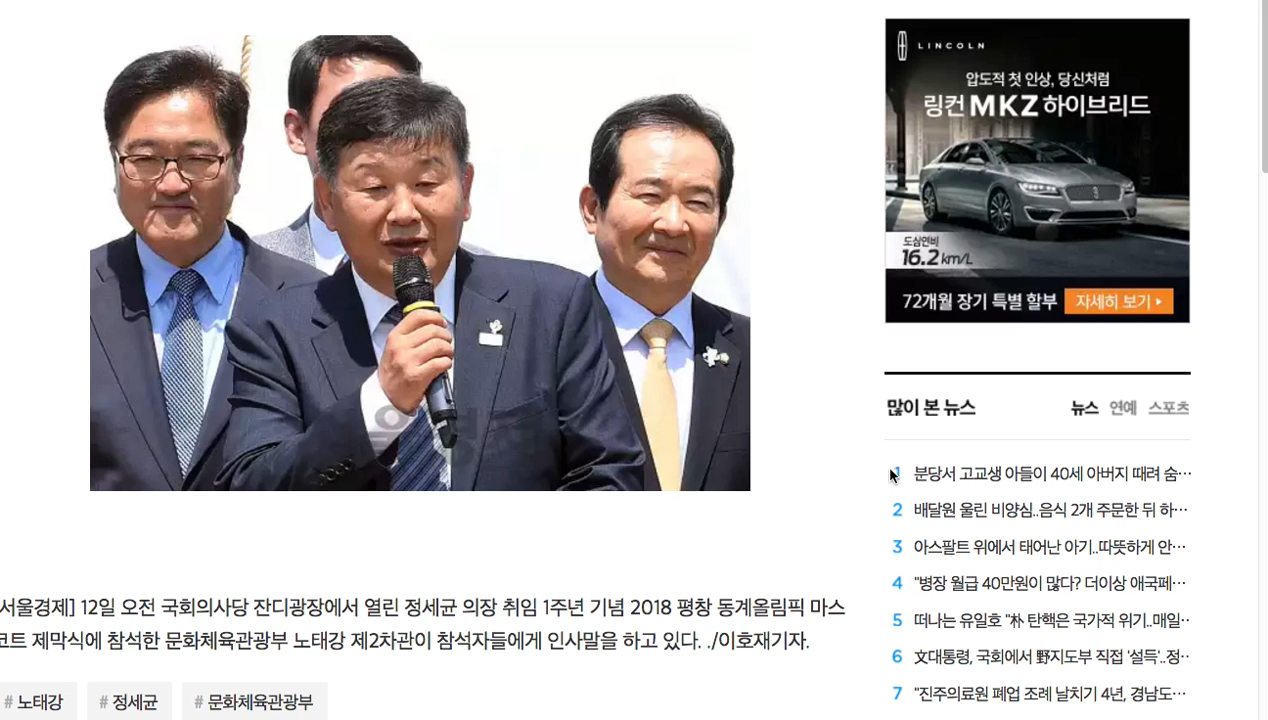 LINCOLN
압도적 첫 인상, 당신처럼
링컨 MKZ 하이브리드
도심연비
16.2 km/L
72개월 장기 특별 할부 자세히 보기
많이 본 뉴스 뉴스 연예 스포츠
1 분당서 고교생 아들이 40세 아버지 때려 숨…
2 배달원 울린 비양심..음식 2개 주문한 뒤 하…
3 아스팔트 위에서 태어난 아기..따뜻하게 안…
4 "병장 월급 40만원이 많다? 더이상 애국페…
5 떠나는 유일호 "朴 탄핵은 국가적 위기..매일…
6 文대통령, 국회에서 野지도부 직접 '설득'..정…
7 "진주의료원 폐업 조례 날치기 4년, 경남도…
서울경제] 12일 오전 국회의사당 잔디광장에서 열린 정세균 의장 취임 1주년 기념 2018 평창 동계올림픽 마스
코트 제막식에 참석한 문화체육관광부 노태강 제2차관이 참석자들에게 인사말을 하고 있다. ./이호재기자.
# 노태강 # 정세균 # 문화체육관광부